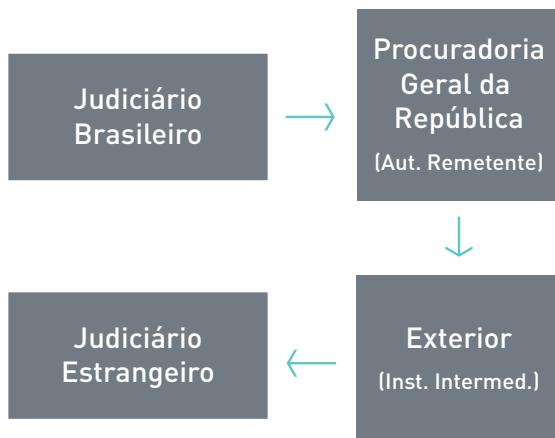 Judiciário
Brasileiro
Procuradoria
Geral da
República
(Aut. Remetente)
Exterior
(Inst. Intermed.)
Judiciário
Estrangeiro